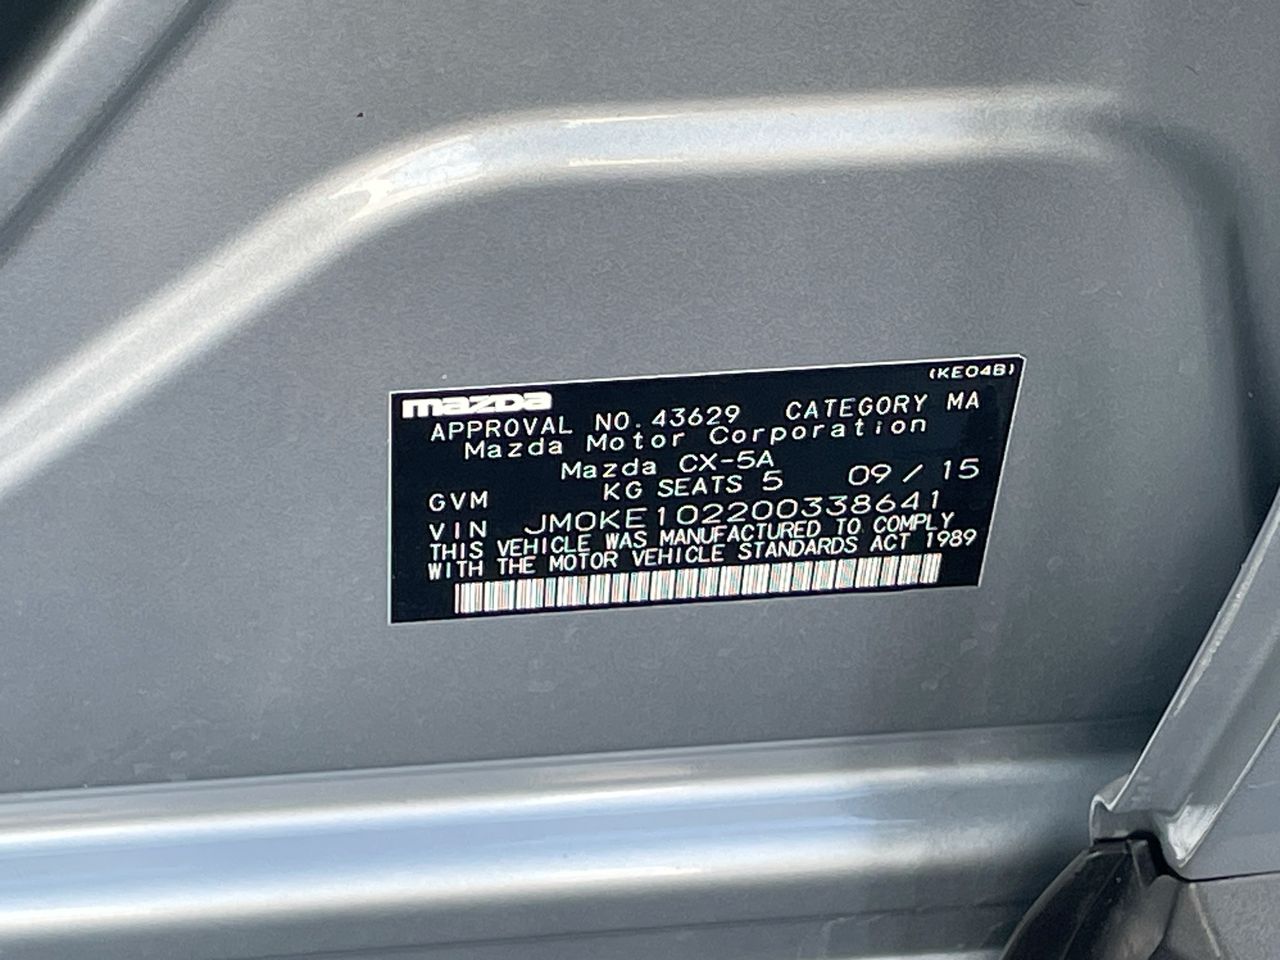 (KE04B)
mazda
APPROVAL NO. 43629 CATEGORY MA
Mazda Motor Corporation
Mazda CX-5A
GVM KG SEATS 5 09 / 15
VIN JM0KE102200338641
THIS VEHICLE WAS MANUFACTURED TO COMPLY
WITH THE MOTOR VEHICLE STANDARDS ACT 1989